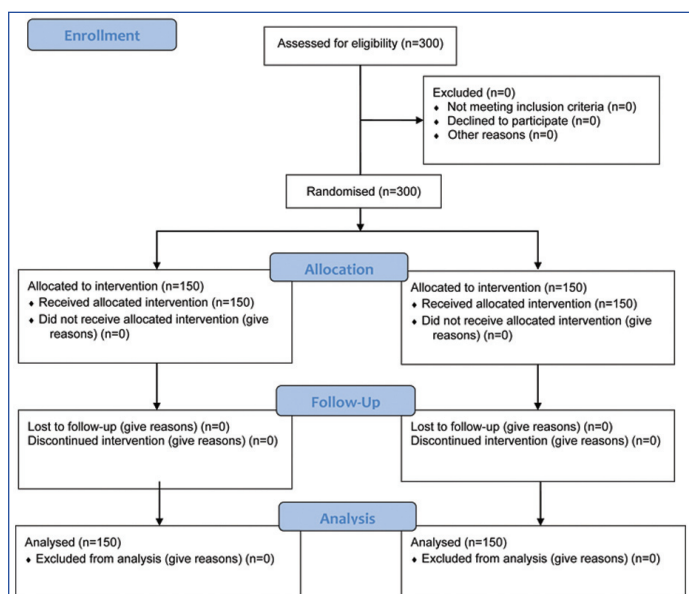 Enrollment
Assessed for eligibility (n=300)
Excluded (n=0)
♦ Not meeting inclusion criteria (n=0)
♦ Declined to participate (n=0)
♦ Other reasons (n=0)
Randomised (n=300)
Allocation
Allocated to intervention (n=150)
♦ Received allocated intervention (n=150)
♦ Did not receive allocated intervention (give
reasons) (n=0)
Allocated to intervention (n=150)
♦ Received allocated intervention (n=150)
♦ Did not receive allocated intervention (give
reasons) (n=0)
Follow-Up
Lost to follow-up (give reasons) (n=0)
Discontinued intervention (give reasons) (n=0)
Lost to follow-up (give reasons) (n=0)
Discontinued intervention (give reasons) (n=0)
Analysis
Analysed (n=150)
♦ Excluded from analysis (give reasons) (n=0)
Analysed (n=150)
♦ Excluded from analysis (give reasons) (n=0)